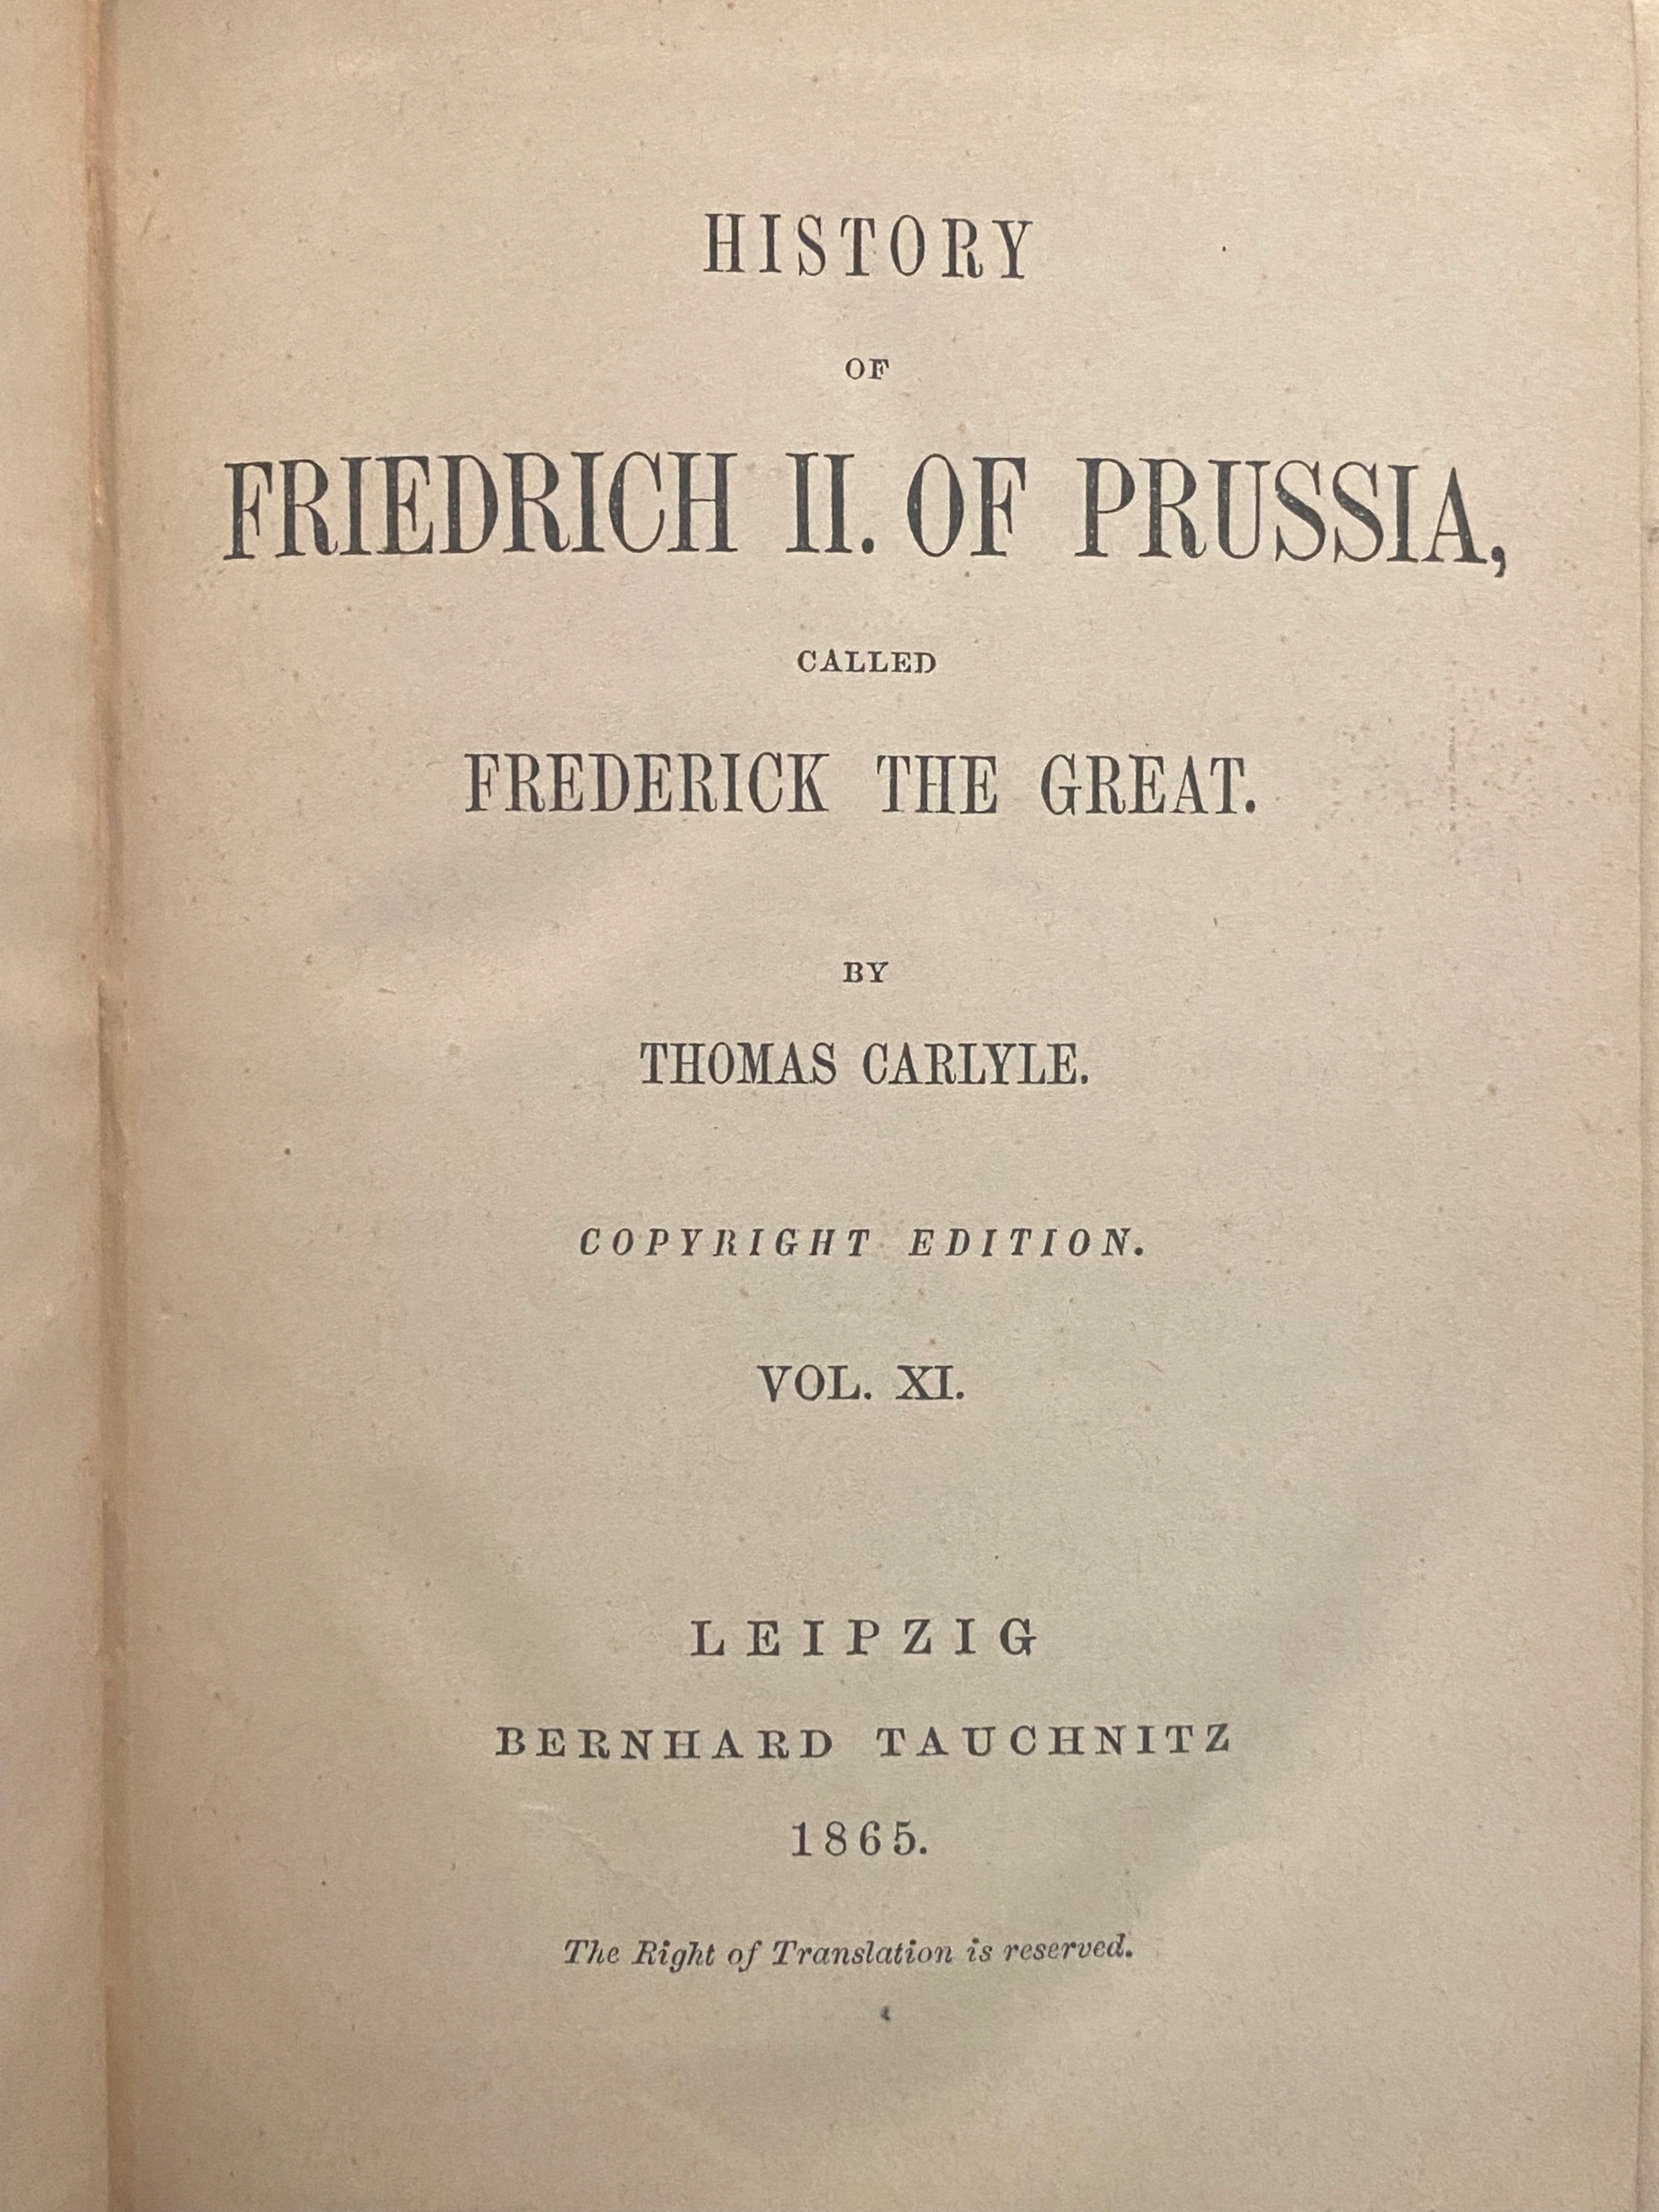 HISTORY
OF
FRIEDRICH II. OF PRUSSIA,
CALLED
FREDERICK THE GREAT.
BY
THOMAS CARLYLE.
COPYRIGHT EDITION.
VOL. XI.
LEIPZIG
BERNHARD TAUCHNITZ
1865.
The Right of Translation is reserved.